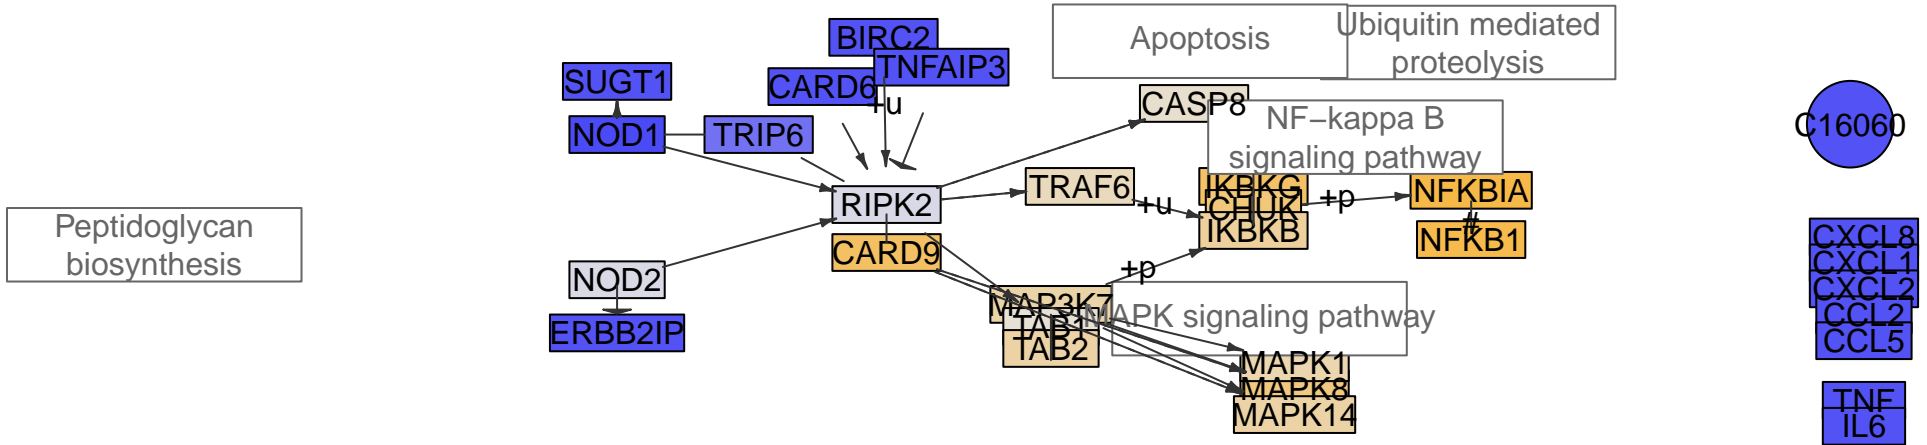 BIRC2
TNFAIP3
CARD6
+u
SUGT1
NOD1
TRIP6
Apoptosis
Ubiquitin mediated
proteolysis
CASP8
NF−kappa B
signaling pathway
C16060
RIPK2
TRAF6
+u
IKBKG
CHUK
IKBKB
+p
NFKBIA
#
NFKB1
Peptidoglycan
biosynthesis
CARD9
NOD2
ERBB2IP
+p
MAP3K7
TAB1
TAB2
MAPK signaling pathway
MAPK1
MAPK8
MAPK14
CXCL8
CXCL1
CXCL2
CCL2
CCL5
TNF
IL6